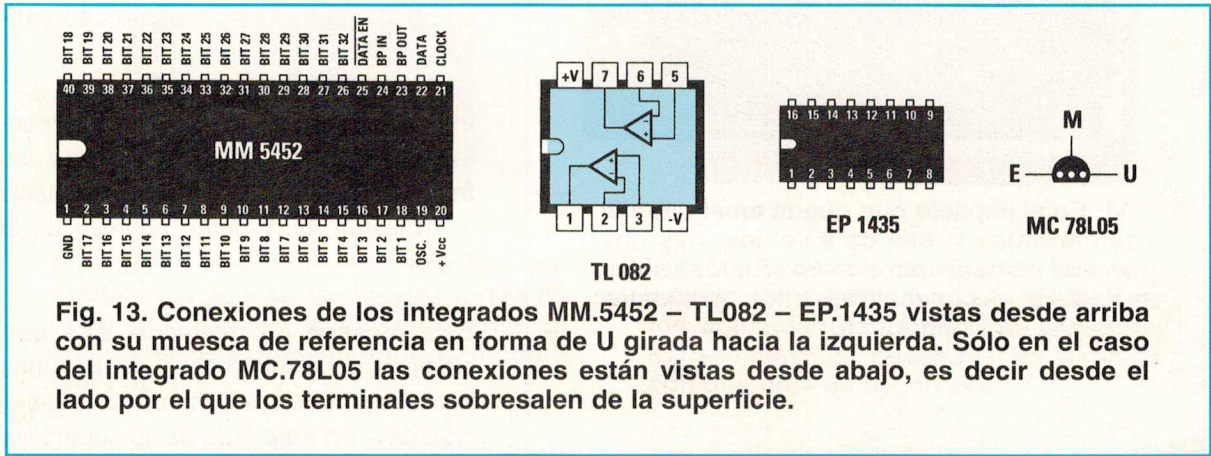 BIT 18 BIT 19 BIT 20 BIT 21 BIT 22 BIT 23 BIT 24 BIT 25 BIT 26 BIT 27 BIT 28 BIT 29 BIT 30 BIT 31 BIT 32 DATA EN BP IN BP OUT DATA CLOCK
40 39 38 37 36 35 34 33 32 31 30 29 28 27 26 25 24 23 22 21
MM 5452
1 2 3 4 5 6 7 8 9 10 11 12 13 14 15 16 17 18 19 20
GND BIT 17 BIT 16 BIT 15 BIT 14 BIT 13 BIT 12 BIT 11 BIT 10 BIT 9 BIT 8 BIT 7 BIT 6 BIT 5 BIT 4 BIT 3 BIT 2 BIT 1 OSC. + Vcc
+V 7 6 5
1 2 3 -V
TL 082
16 15 14 13 12 11 10 9
1 2 3 4 5 6 7 8
EP 1435
M
E U
MC 78L05
Fig. 13. Conexiones de los integrados MM.5452 – TL082 – EP.1435 vistas desde arriba
con su muesca de referencia en forma de U girada hacia la izquierda. Sólo en el caso
del integrado MC.78L05 las conexiones están vistas desde abajo, es decir desde el
lado por el que los terminales sobresalen de la superficie.